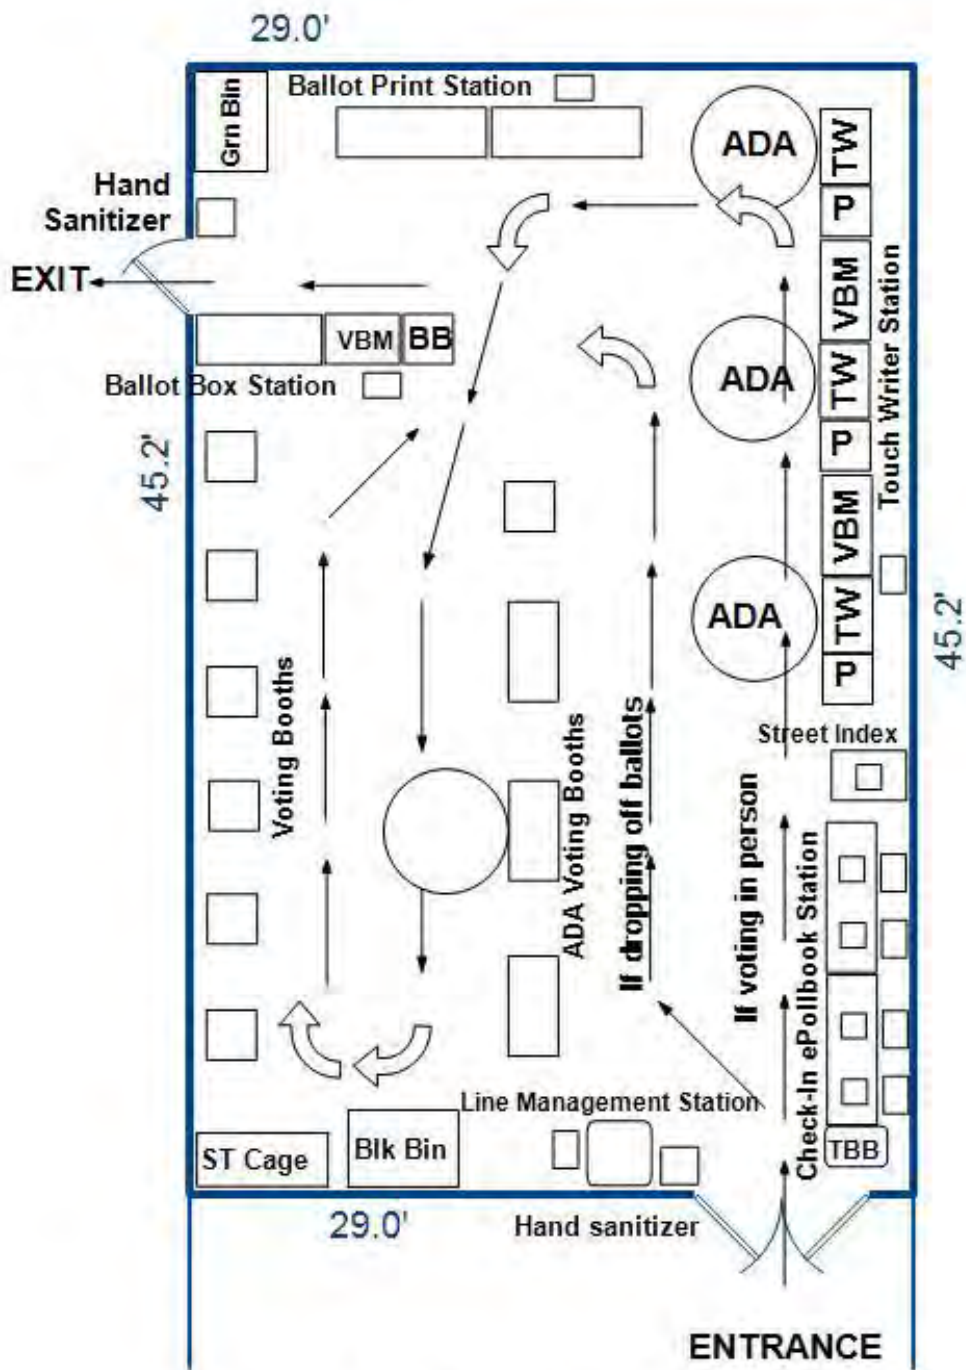 29.0'
Ballot Print Station
Grn Bin
ADA
TW
P
VBM
TW
P
VBM
TW
P
Hand
Sanitizer
EXIT
VBM
BB
Ballot Box Station
ADA
Touch Writer Station
45.2'
ADA
45.2'
Voting Booths
ADA Voting Booths
If dropping off ballots
If voting in person
Street Index
Check-In ePollbook Station
Line Management Station
TBB
ST Cage
Blk Bin
29.0'
Hand sanitizer
ENTRANCE